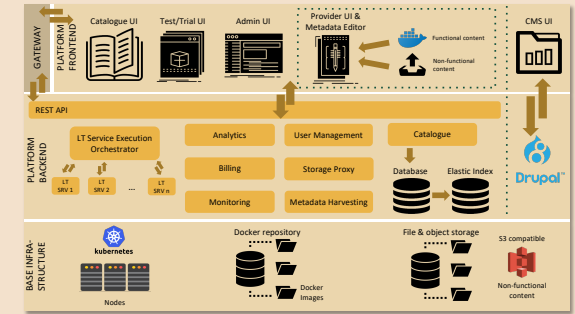 GATEWAY
PLATFORM
FRONTEND
Catalogue UI
Test/Trial UI
Admin UI
Provider UI &
Metadata Editor
Functional content
Non-functional
content
CMS UI
REST API
PLATFORM
BACKEND
LT Service Execution
Orchestrator
LT
SRV 1
LT
SRV 2
...
LT
SRV n
Analytics
User Management
Catalogue
Billing
Storage Proxy
Monitoring
Metadata Harvesting
Database
Elastic Index
Drupal™
BASE INFRA-
STRUCTURE
kubernetes
Nodes
Docker repository
Docker
Images
File & object storage
S3 compatible
Non-functional
content